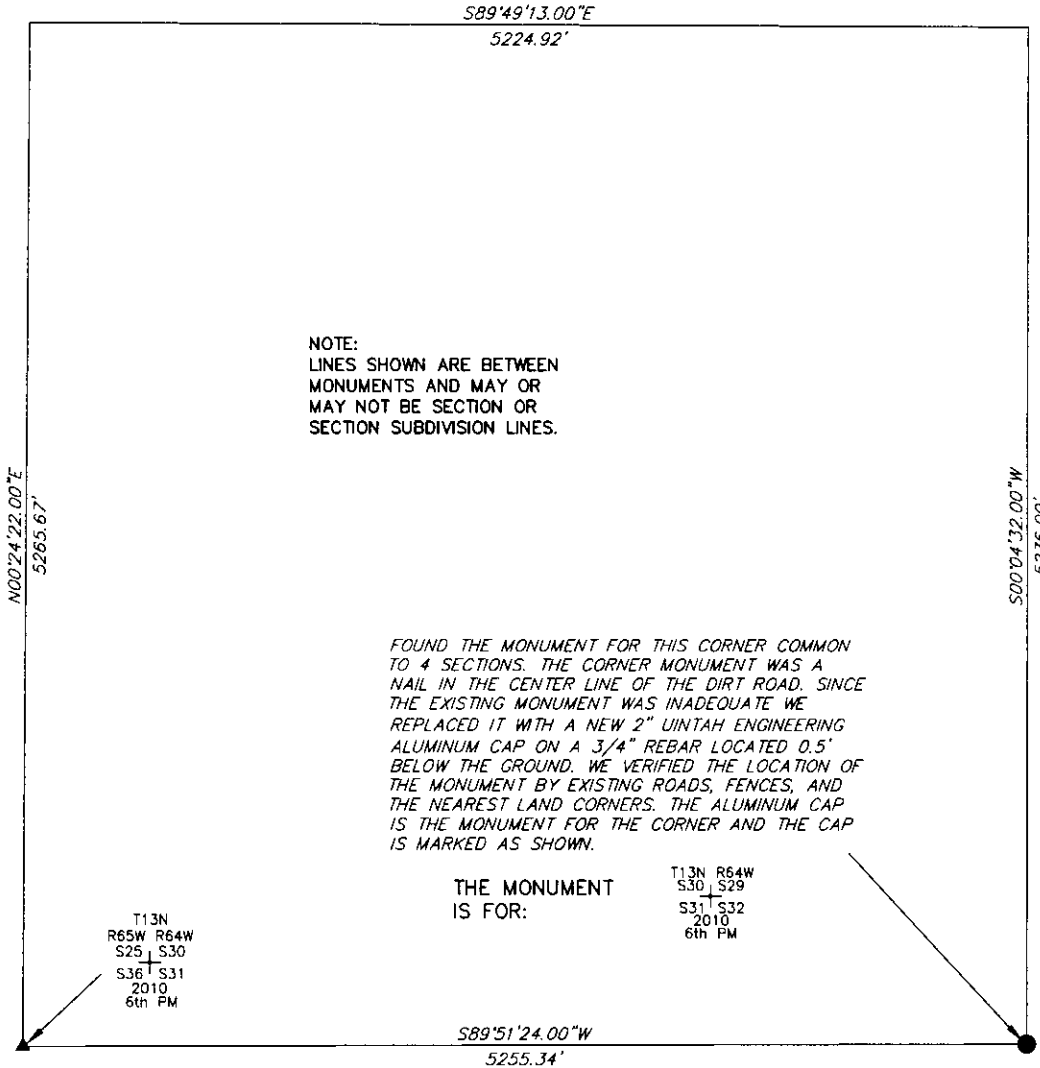 S89°49'13.00"E
5224.92'
NOTE:
LINES SHOWN ARE BETWEEN
MONUMENTS AND MAY OR
MAY NOT BE SECTION OR
SECTION SUBDIVISION LINES.
N00°24'22.00"E
5265.67'
S00°04'32.00"W
FOUND THE MONUMENT FOR THIS CORNER COMMON
TO 4 SECTIONS. THE CORNER MONUMENT WAS A
NAIL IN THE CENTER LINE OF THE DIRT ROAD. SINCE
THE EXISTING MONUMENT WAS INADEQUATE WE
REPLACED IT WITH A NEW 2" UINTAH ENGINEERING
ALUMINUM CAP ON A 3/4" REBAR LOCATED 0.5'
BELOW THE GROUND. WE VERIFIED THE LOCATION OF
THE MONUMENT BY EXISTING ROADS, FENCES, AND
THE NEAREST LAND CORNERS. THE ALUMINUM CAP
IS THE MONUMENT FOR THE CORNER AND THE CAP
IS MARKED AS SHOWN.
THE MONUMENT
IS FOR:
T13N R64W
S30 S29
S31 S32
2010
6th PM
T13N
R65W R64W
S25 S30
S36 S31
2010
6th PM
S89°51'24.00"W
5255.34'